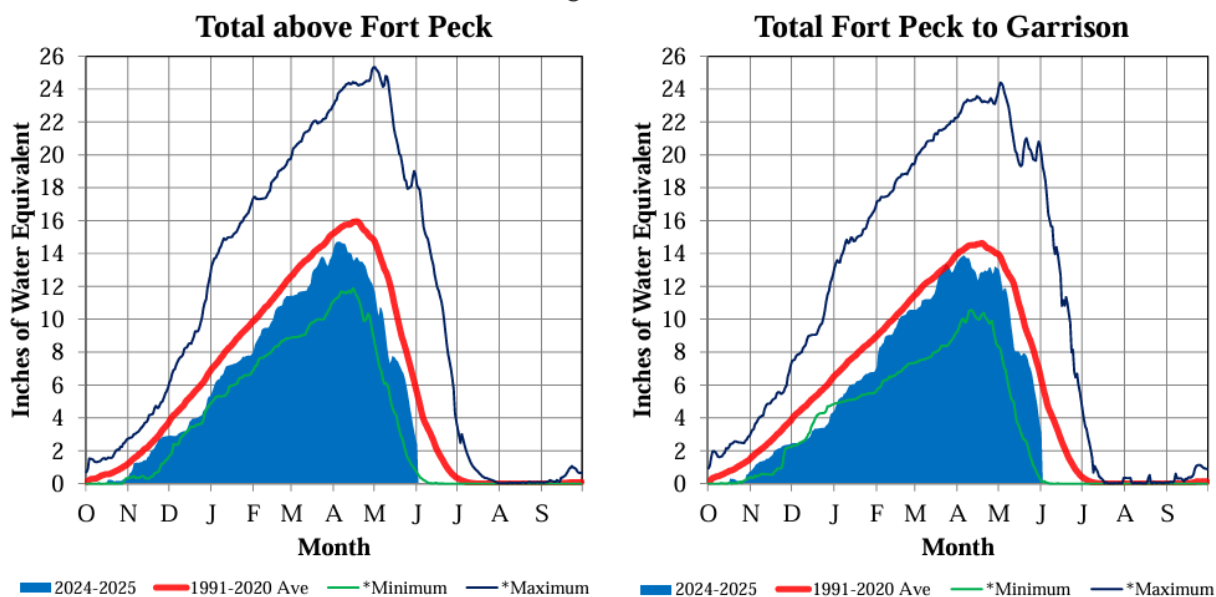 Total above Fort Peck
Inches of Water Equivalent
26
24
22
20
18
16
14
12
10
8
6
4
2
0
O N D J F M A M J J A S
Month
2024-2025 1991-2020 Ave *Minimum *Maximum
Total Fort Peck to Garrison
Inches of Water Equivalent
26
24
22
20
18
16
14
12
10
8
6
4
2
0
O N D J F M A M J J A S
Month
2024-2025 1991-2020 Ave *Minimum *Maximum